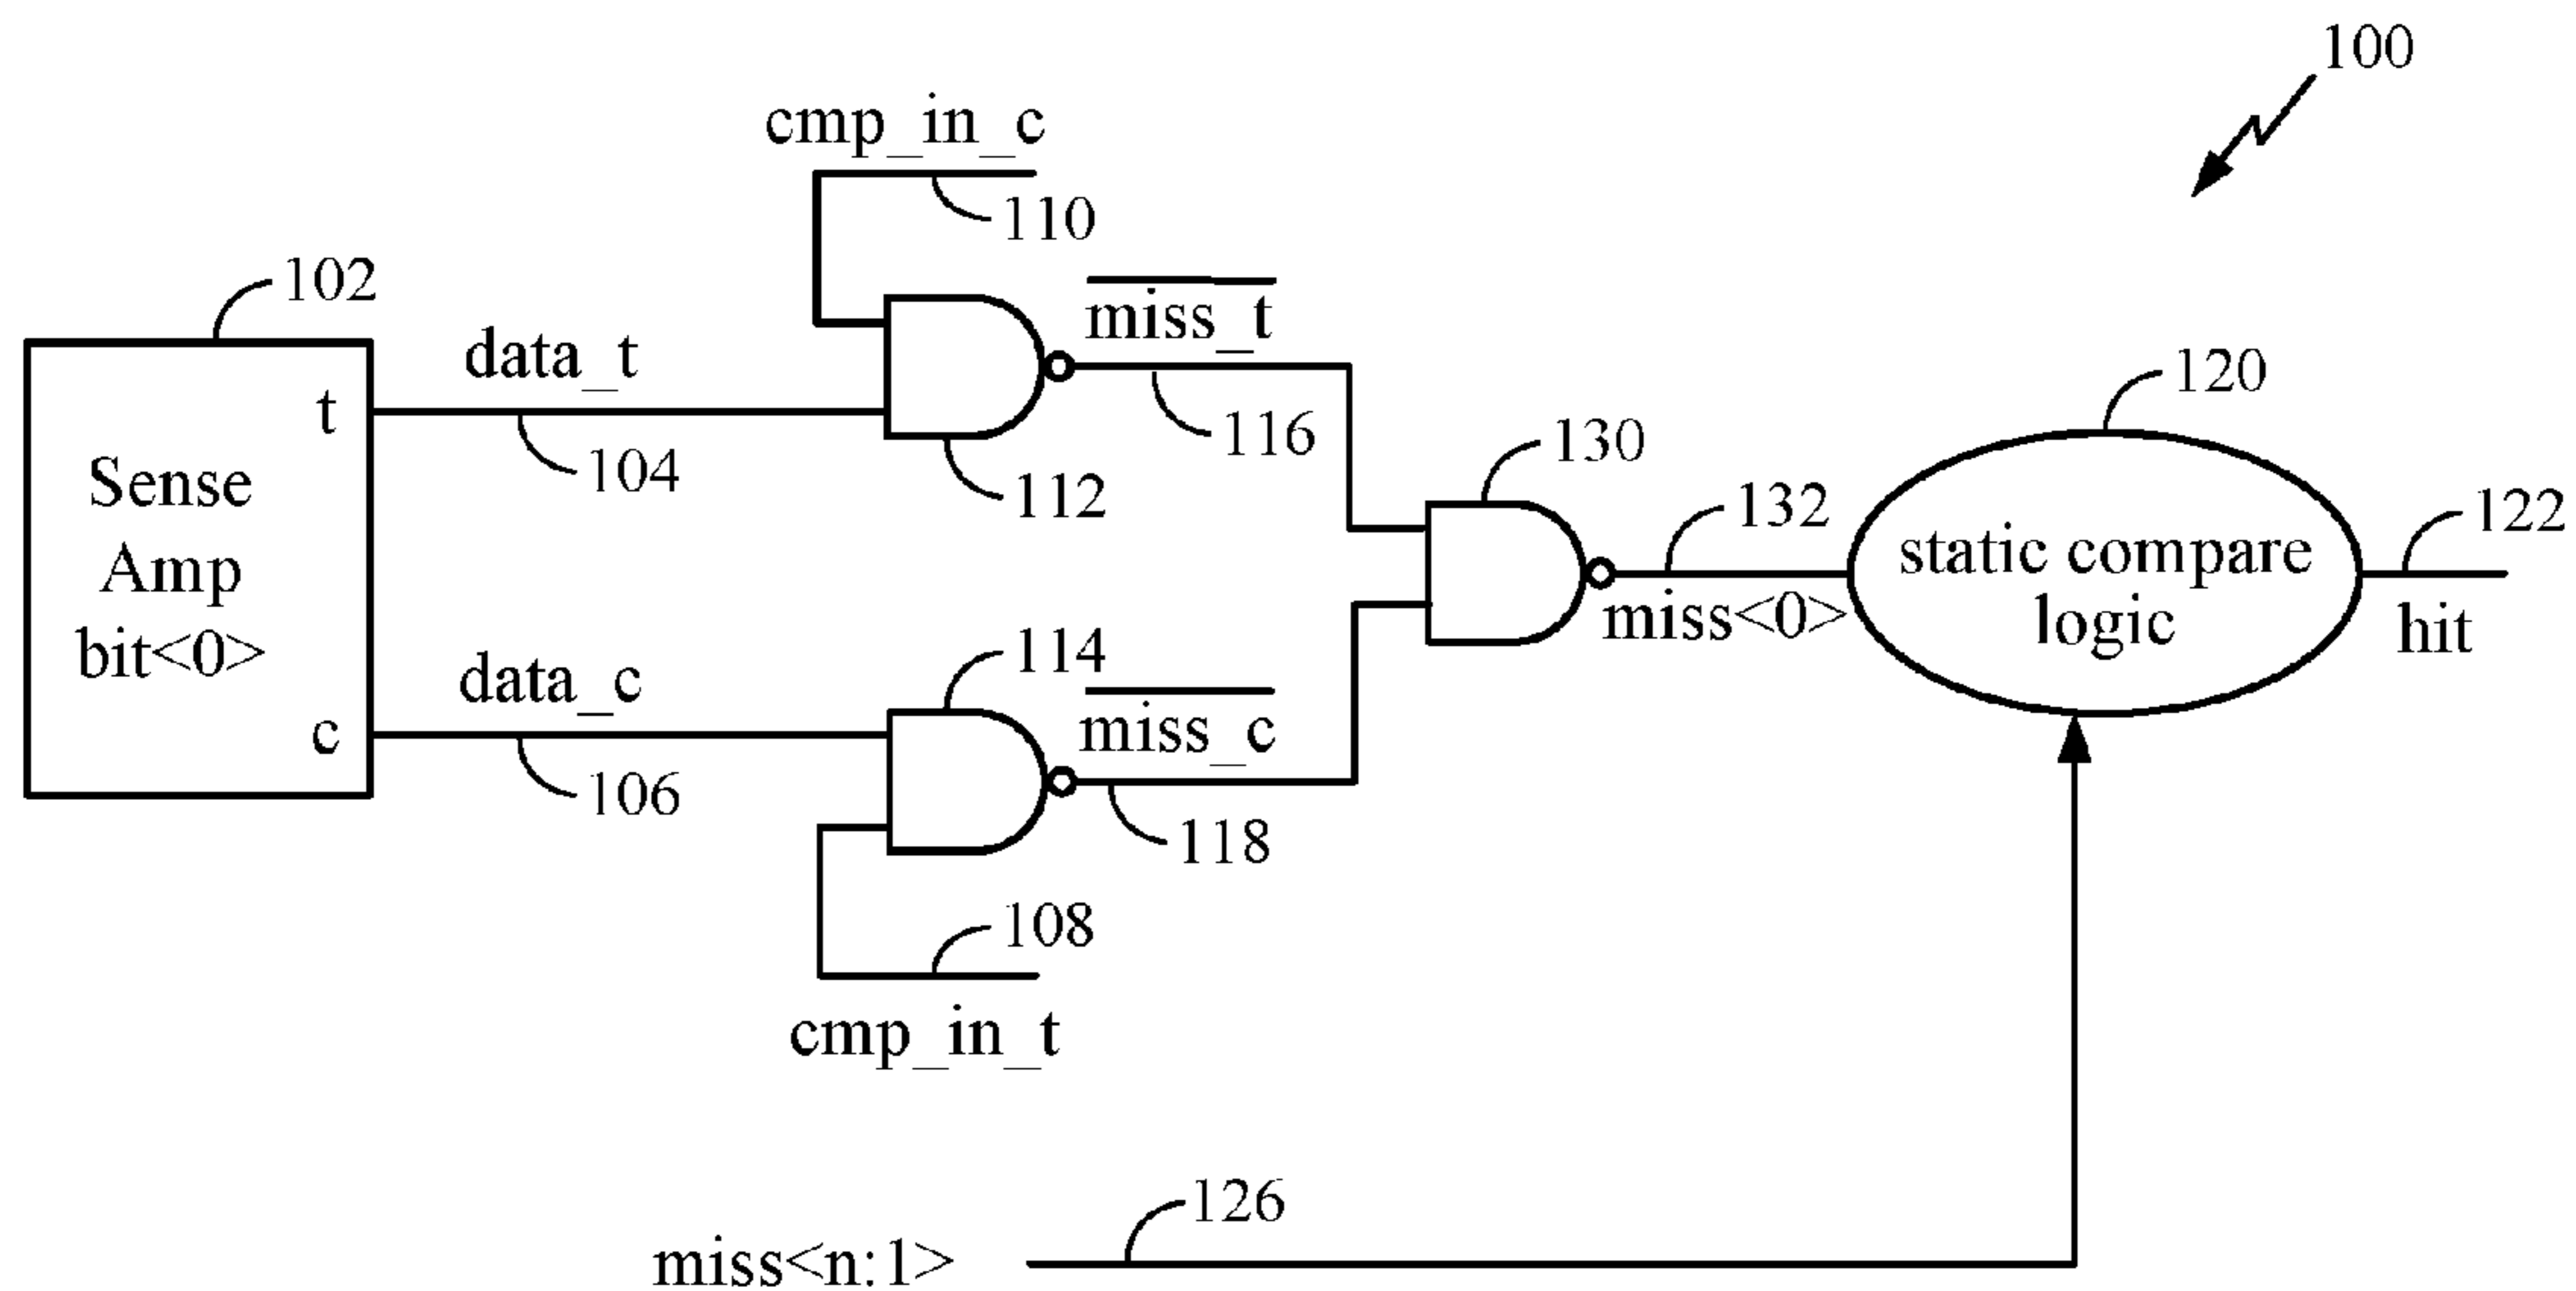 100
cmp_in_c
110
102
miss_t
data_t
t
104
112
116
120
130
132
122
Sense
Amp
bit<0>
static compare
logic
miss<0>
hit
114
data_c
c
106
miss_c
118
108
cmp_in_t
126
miss<n:1>